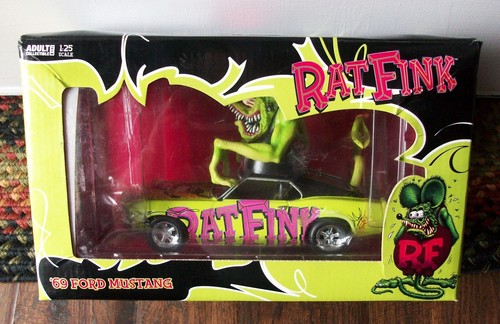 ADULT COLLECTIBLE 1:25 SCALE
RAT FINK
RAT FINK
RF
'69 FORD MUSTANG